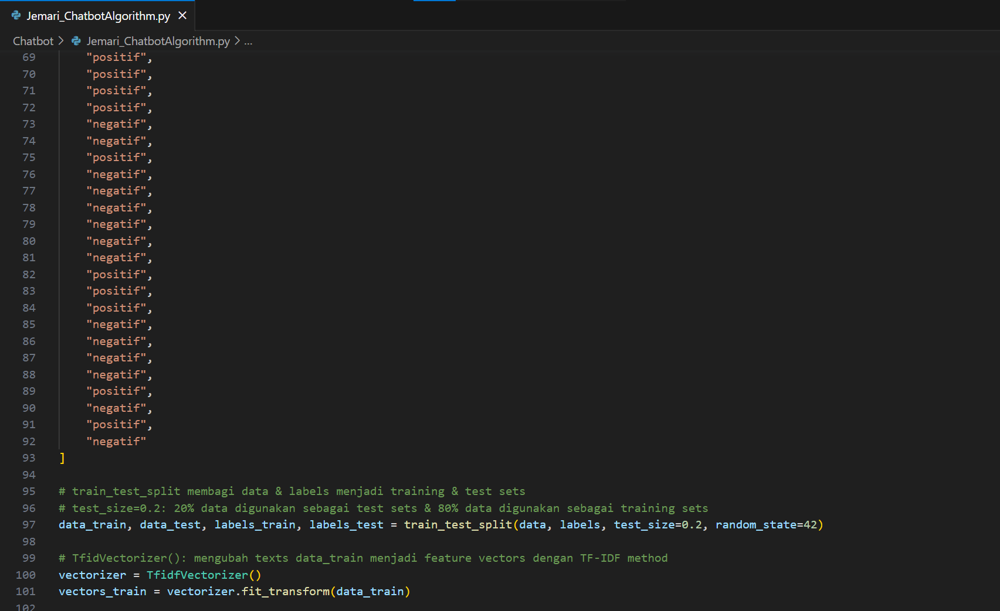 Jemari_ChatbotAlgorithm.py
Chatbot > Jemari_ChatbotAlgorithm.py > ...
69 "positif",
70 "positif",
71 "positif",
72 "positif",
73 "negatif",
74 "negatif",
75 "positif",
76 "negatif",
77 "negatif",
78 "negatif",
79 "negatif",
80 "negatif",
81 "negatif",
82 "positif",
83 "positif",
84 "positif",
85 "negatif",
86 "negatif",
87 "negatif",
88 "negatif",
89 "positif",
90 "negatif",
91 "positif",
92 "negatif"
93 ]
94
95 # train_test_split membagi data & labels menjadi training & test sets
96 # test_size=0.2: 20% data digunakan sebagai test sets & 80% data digunakan sebagai training sets
97 data_train, data_test, labels_train, labels_test = train_test_split(data, labels, test_size=0.2, random_state=42)
98
99 # TfidVectorizer(): mengubah texts data_train menjadi feature vectors dengan TF-IDF method
100 vectorizer = TfidfVectorizer()
101 vectors_train = vectorizer.fit_transform(data_train)
102